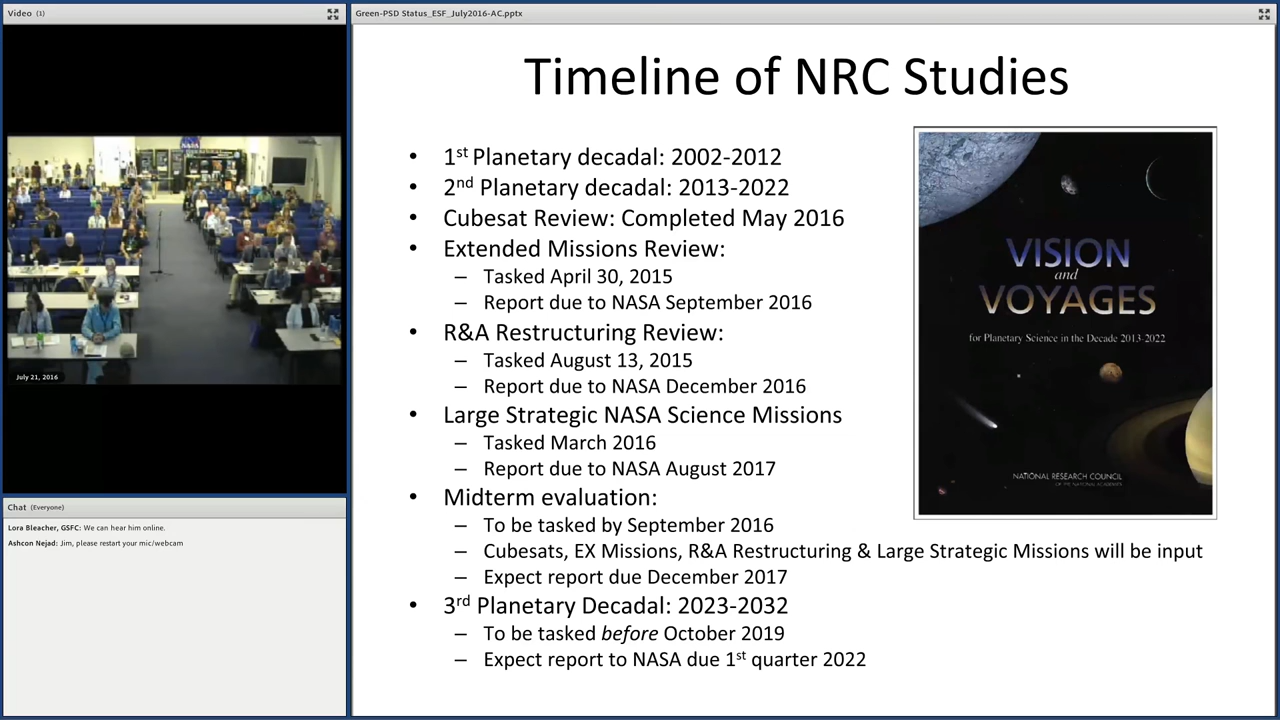 Video (1)
July 21, 2016
Chat (Everyone)
Lora Bleacher, GSFC: We can hear him online.
Ashcon Nejad: Jim, please restart your mic/webcam
Green-PSD Status_ESF_July2016-AC.pptx
Timeline of NRC Studies
• 1st Planetary decadal: 2002-2012
• 2nd Planetary decadal: 2013-2022
• Cubesat Review: Completed May 2016
• Extended Missions Review:
– Tasked April 30, 2015
– Report due to NASA September 2016
• R&A Restructuring Review:
– Tasked August 13, 2015
– Report due to NASA December 2016
• Large Strategic NASA Science Missions
– Tasked March 2016
– Report due to NASA August 2017
• Midterm evaluation:
– To be tasked by September 2016
– Cubesats, EX Missions, R&A Restructuring & Large Strategic Missions will be input
– Expect report due December 2017
• 3rd Planetary Decadal: 2023-2032
– To be tasked before October 2019
– Expect report to NASA due 1st quarter 2022
VISION
and
VOYAGES
for Planetary Science in the Decade 2013-2022
NATIONAL RESEARCH COUNCIL
OF THE NATIONAL ACADEMIES
NASA